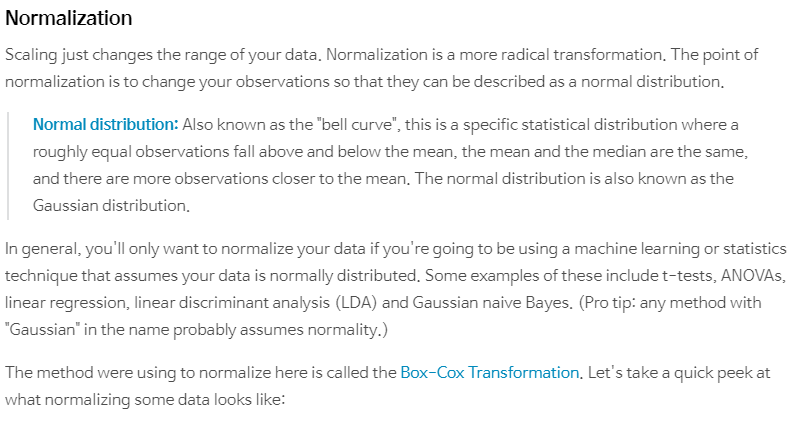 Normalization
Scaling just changes the range of your data. Normalization is a more radical transformation. The point of
normalization is to change your observations so that they can be described as a normal distribution.
Normal distribution: Also known as the "bell curve", this is a specific statistical distribution where a
roughly equal observations fall above and below the mean, the mean and the median are the same,
and there are more observations closer to the mean. The normal distribution is also known as the
Gaussian distribution.
In general, you'll only want to normalize your data if you're going to be using a machine learning or statistics
technique that assumes your data is normally distributed. Some examples of these include t-tests, ANOVAs,
linear regression, linear discriminant analysis (LDA) and Gaussian naive Bayes. (Pro tip: any method with
"Gaussian" in the name probably assumes normality.)
The method were using to normalize here is called the Box-Cox Transformation. Let's take a quick peek at
what normalizing some data looks like: